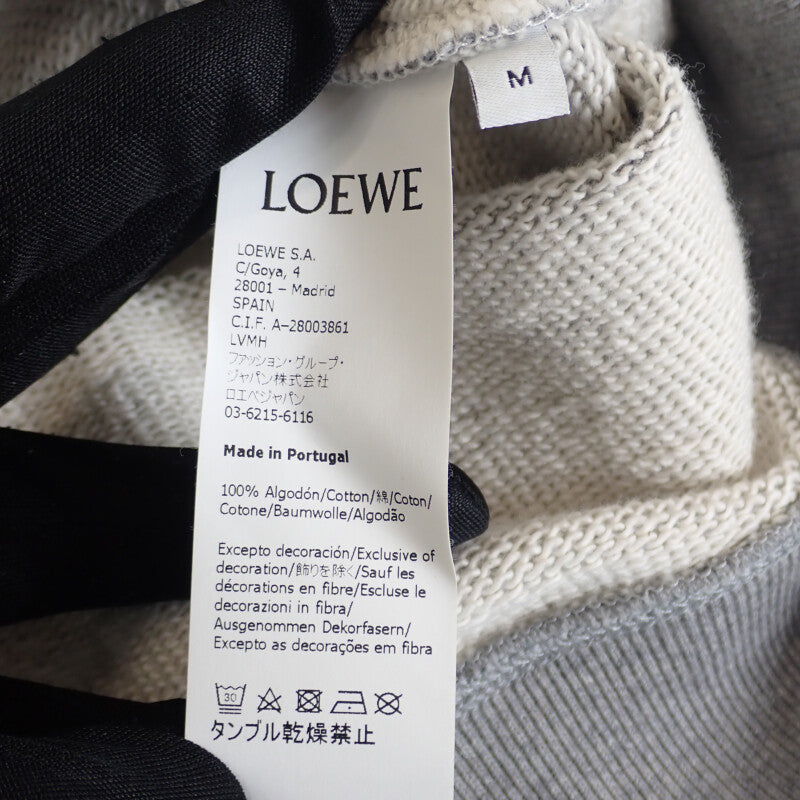 M
LOEWE
LOEWE S.A.
C/Goya, 4
28001 – Madrid
SPAIN
C.I.F. A–28003861
LVMH
ファッション・グループ・
ジャパン株式会社
ロエベジャパン
03-6215-6116
Made in Portugal
100% Algodón/Cotton/綿/Coton/
Cotone/Baumwolle/Algodão
Excepto decoración/Exclusive of
decoration/飾りを除く/Sauf les
décorations en fibre/Escluse le
decorazioni in fibra/
Ausgenommen Dekorfasern/
Excepto as decorações em fibra
30
タンブル乾燥禁止